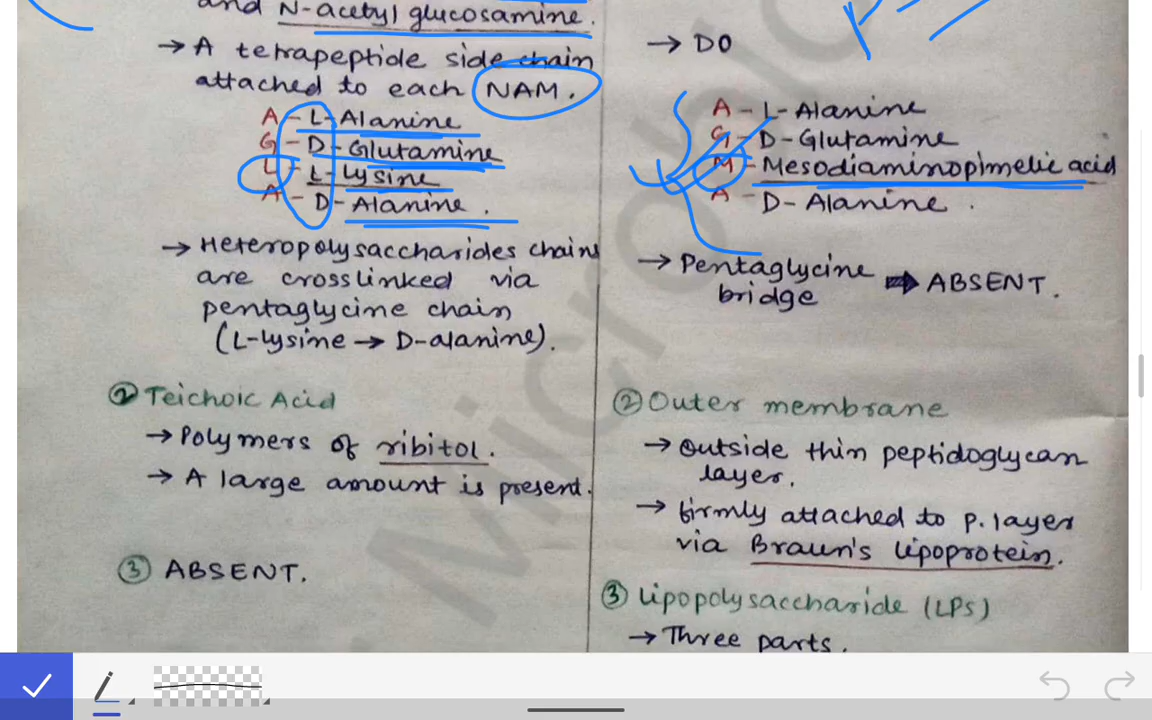 and N-acetyl glucosamine.
→ A tetrapeptide side chain
attached to each NAM.
A - L-Alanine
G - D-Glutamine
L - L-Lysine
A - D-Alanine.
→ Heteropolysaccharides chains
are crosslinked via
pentaglycine chain
(L-lysine → D-alanine).
② Teichoic Acid
→ Polymers of ribitol.
→ A large amount is present.
③ ABSENT.
→ DO
A - L-Alanine
G - D-Glutamine
M - Mesodiaminopimelic acid
A - D-Alanine.
→ Pentaglycine
bridge ➡ ABSENT.
② Outer membrane
→ Outside thin peptidoglycan
layer.
→ firmly attached to p. layer
via Braun's lipoprotein.
③ Lipopolysaccharide (LPS)
→ Three parts.